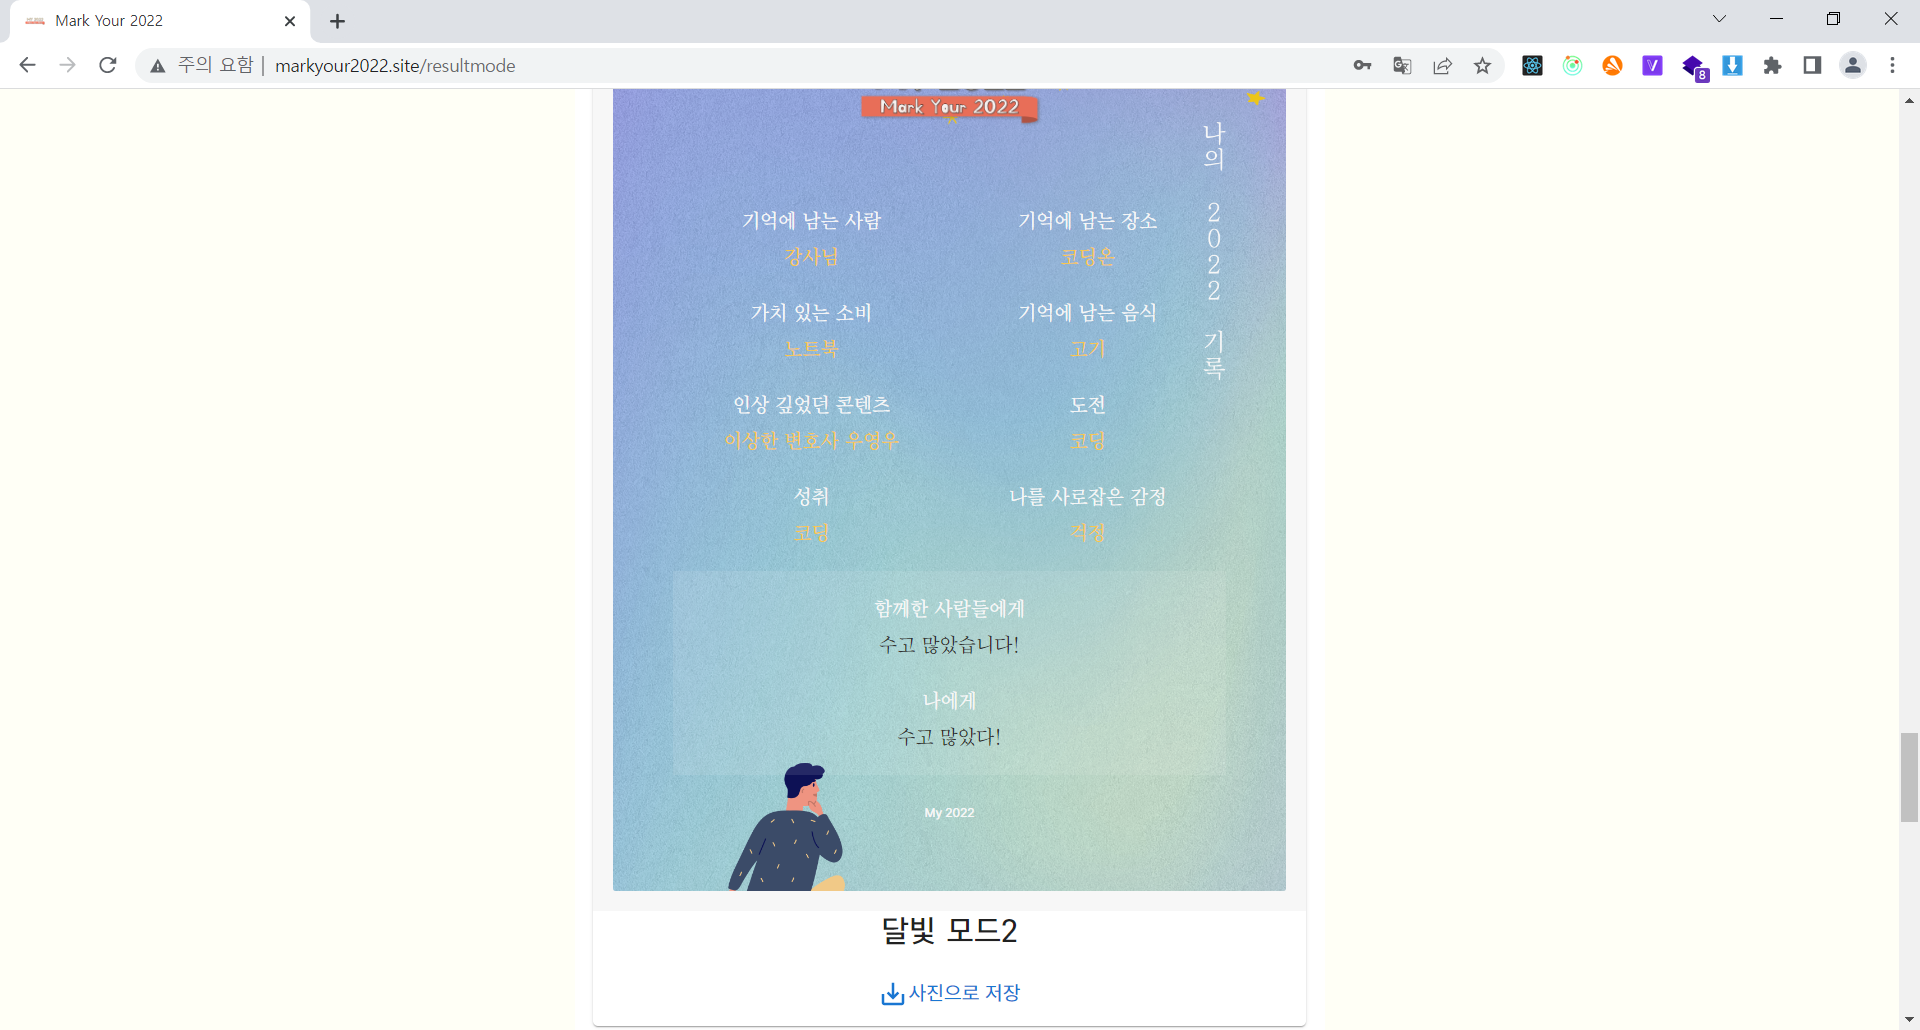 Mark Your 2022
주의 요함 | markyour2022.site/resultmode
8
Mark Your 2022
나의 2022 기록
기억에 남는 사람
강사님
기억에 남는 장소
코딩온
가치 있는 소비
노트북
기억에 남는 음식
고기
인상 깊었던 콘텐츠
이상한 변호사 우영우
도전
코딩
성취
코딩
나를 사로잡은 감정
걱정
함께한 사람들에게
수고 많았습니다!
나에게
수고 많았다!
My 2022
달빛 모드2
사진으로 저장